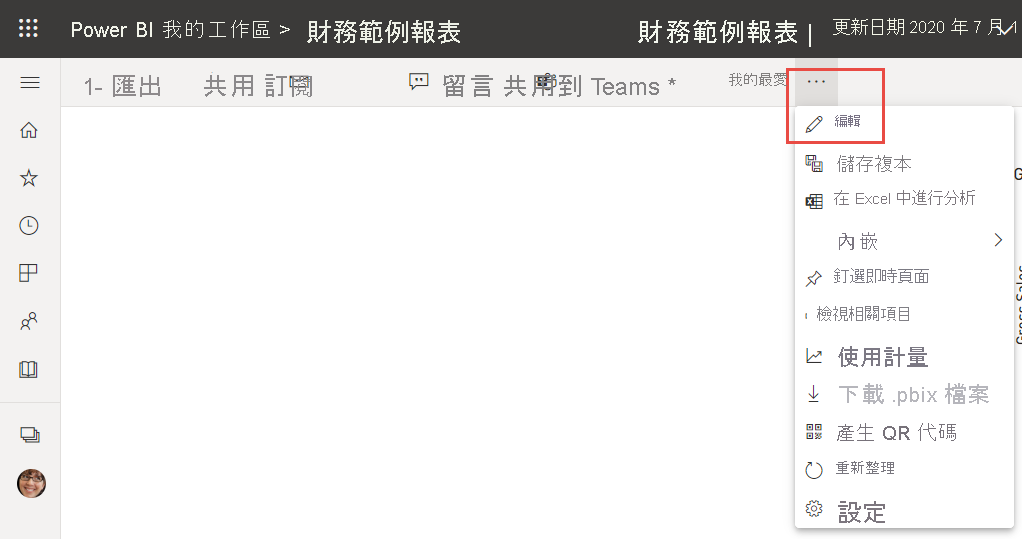 Power BI 我的工作區 > 財務範例報表 財務範例報表 | 更新日期 2020 年 7 月 1
1- 匯出 共用 訂閱 留言 共用到 Teams * 我的最愛 ...
編輯
儲存複本
在 Excel 中進行分析
內嵌
釘選即時頁面
檢視相關項目
使用計量
下載 .pbix 檔案
產生 QR 代碼
重新整理
設定
G
Gross Sales